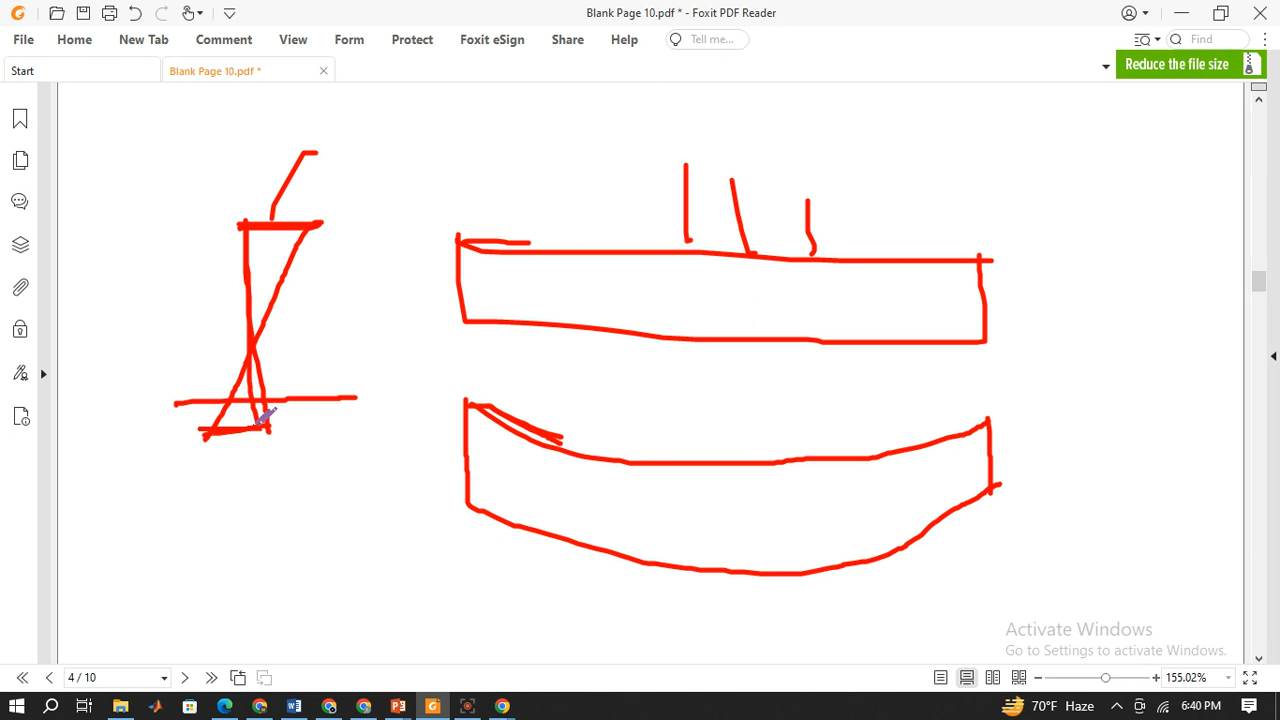 Blank Page 10.pdf * - Foxit PDF Reader
File Home New Tab Comment View Form Protect Foxit eSign Share Help Tell me... Find
Start Blank Page 10.pdf * Reduce the file size
Activate Windows
Go to Settings to activate Windows.
4 / 10 155.02%
70°F Haze 6:40 PM